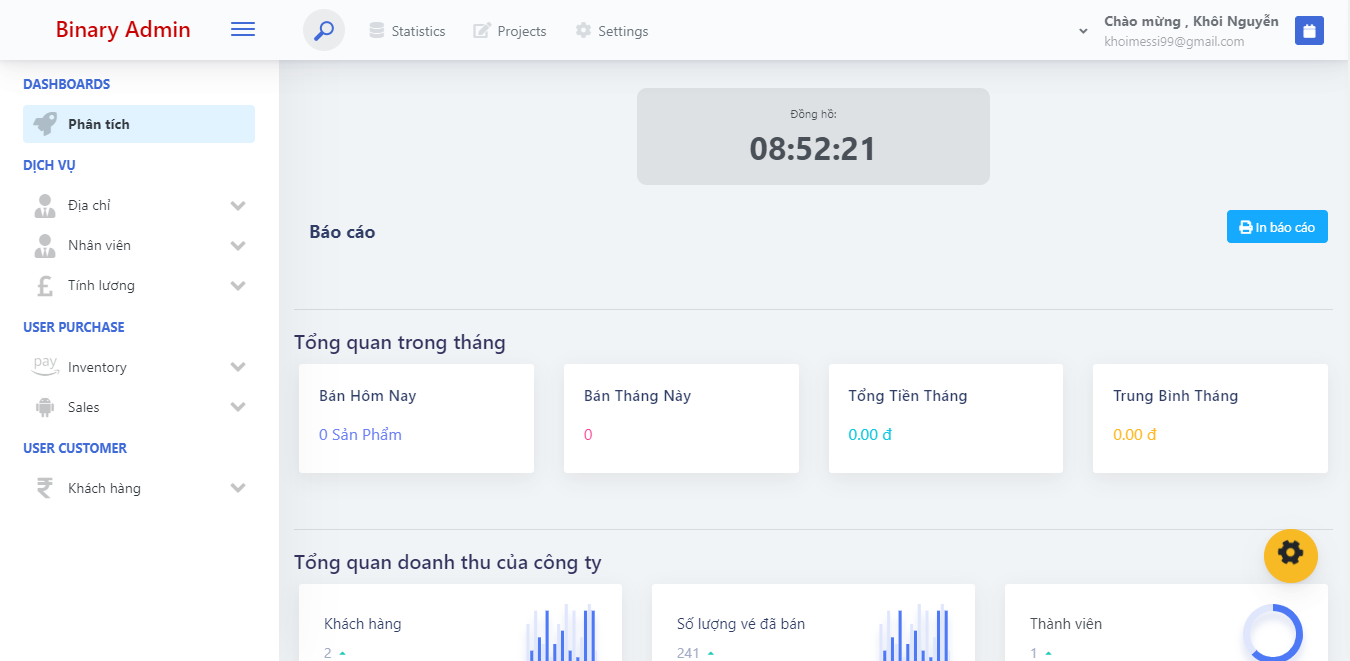 Binary Admin
Statistics
Projects
Settings
Chào mừng , Khôi Nguyễn
khoimessi99@gmail.com
DASHBOARDS
Phân tích
DỊCH VỤ
Địa chỉ
Nhân viên
Tính lương
USER PURCHASE
pay
Inventory
Sales
USER CUSTOMER
Khách hàng
Đồng hồ:
08:52:21
Báo cáo
In báo cáo
Tổng quan trong tháng
Bán Hôm Nay
0 Sản Phẩm
Bán Tháng Này
0
Tổng Tiền Tháng
0.00 đ
Trung Bình Tháng
0.00 đ
Tổng quan doanh thu của công ty
Khách hàng
2
Số lượng vé đã bán
241
Thành viên
1